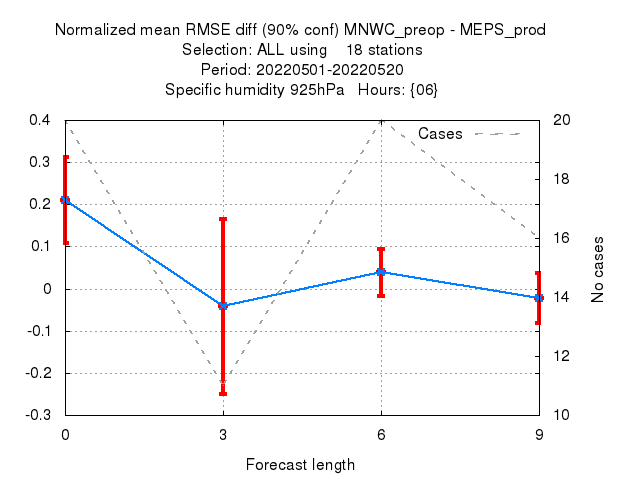 Normalized mean RMSE diff (90% conf) MNWC_preop - MEPS_prod
Selection: ALL using    18 stations
Period: 20220501-20220520
Specific humidity 925hPa   Hours: {06}
Cases
0.4
0.3
0.2
0.1
0
-0.1
-0.2
-0.3
20
18
16
14
12
10
No cases
0
3
6
9
Forecast length